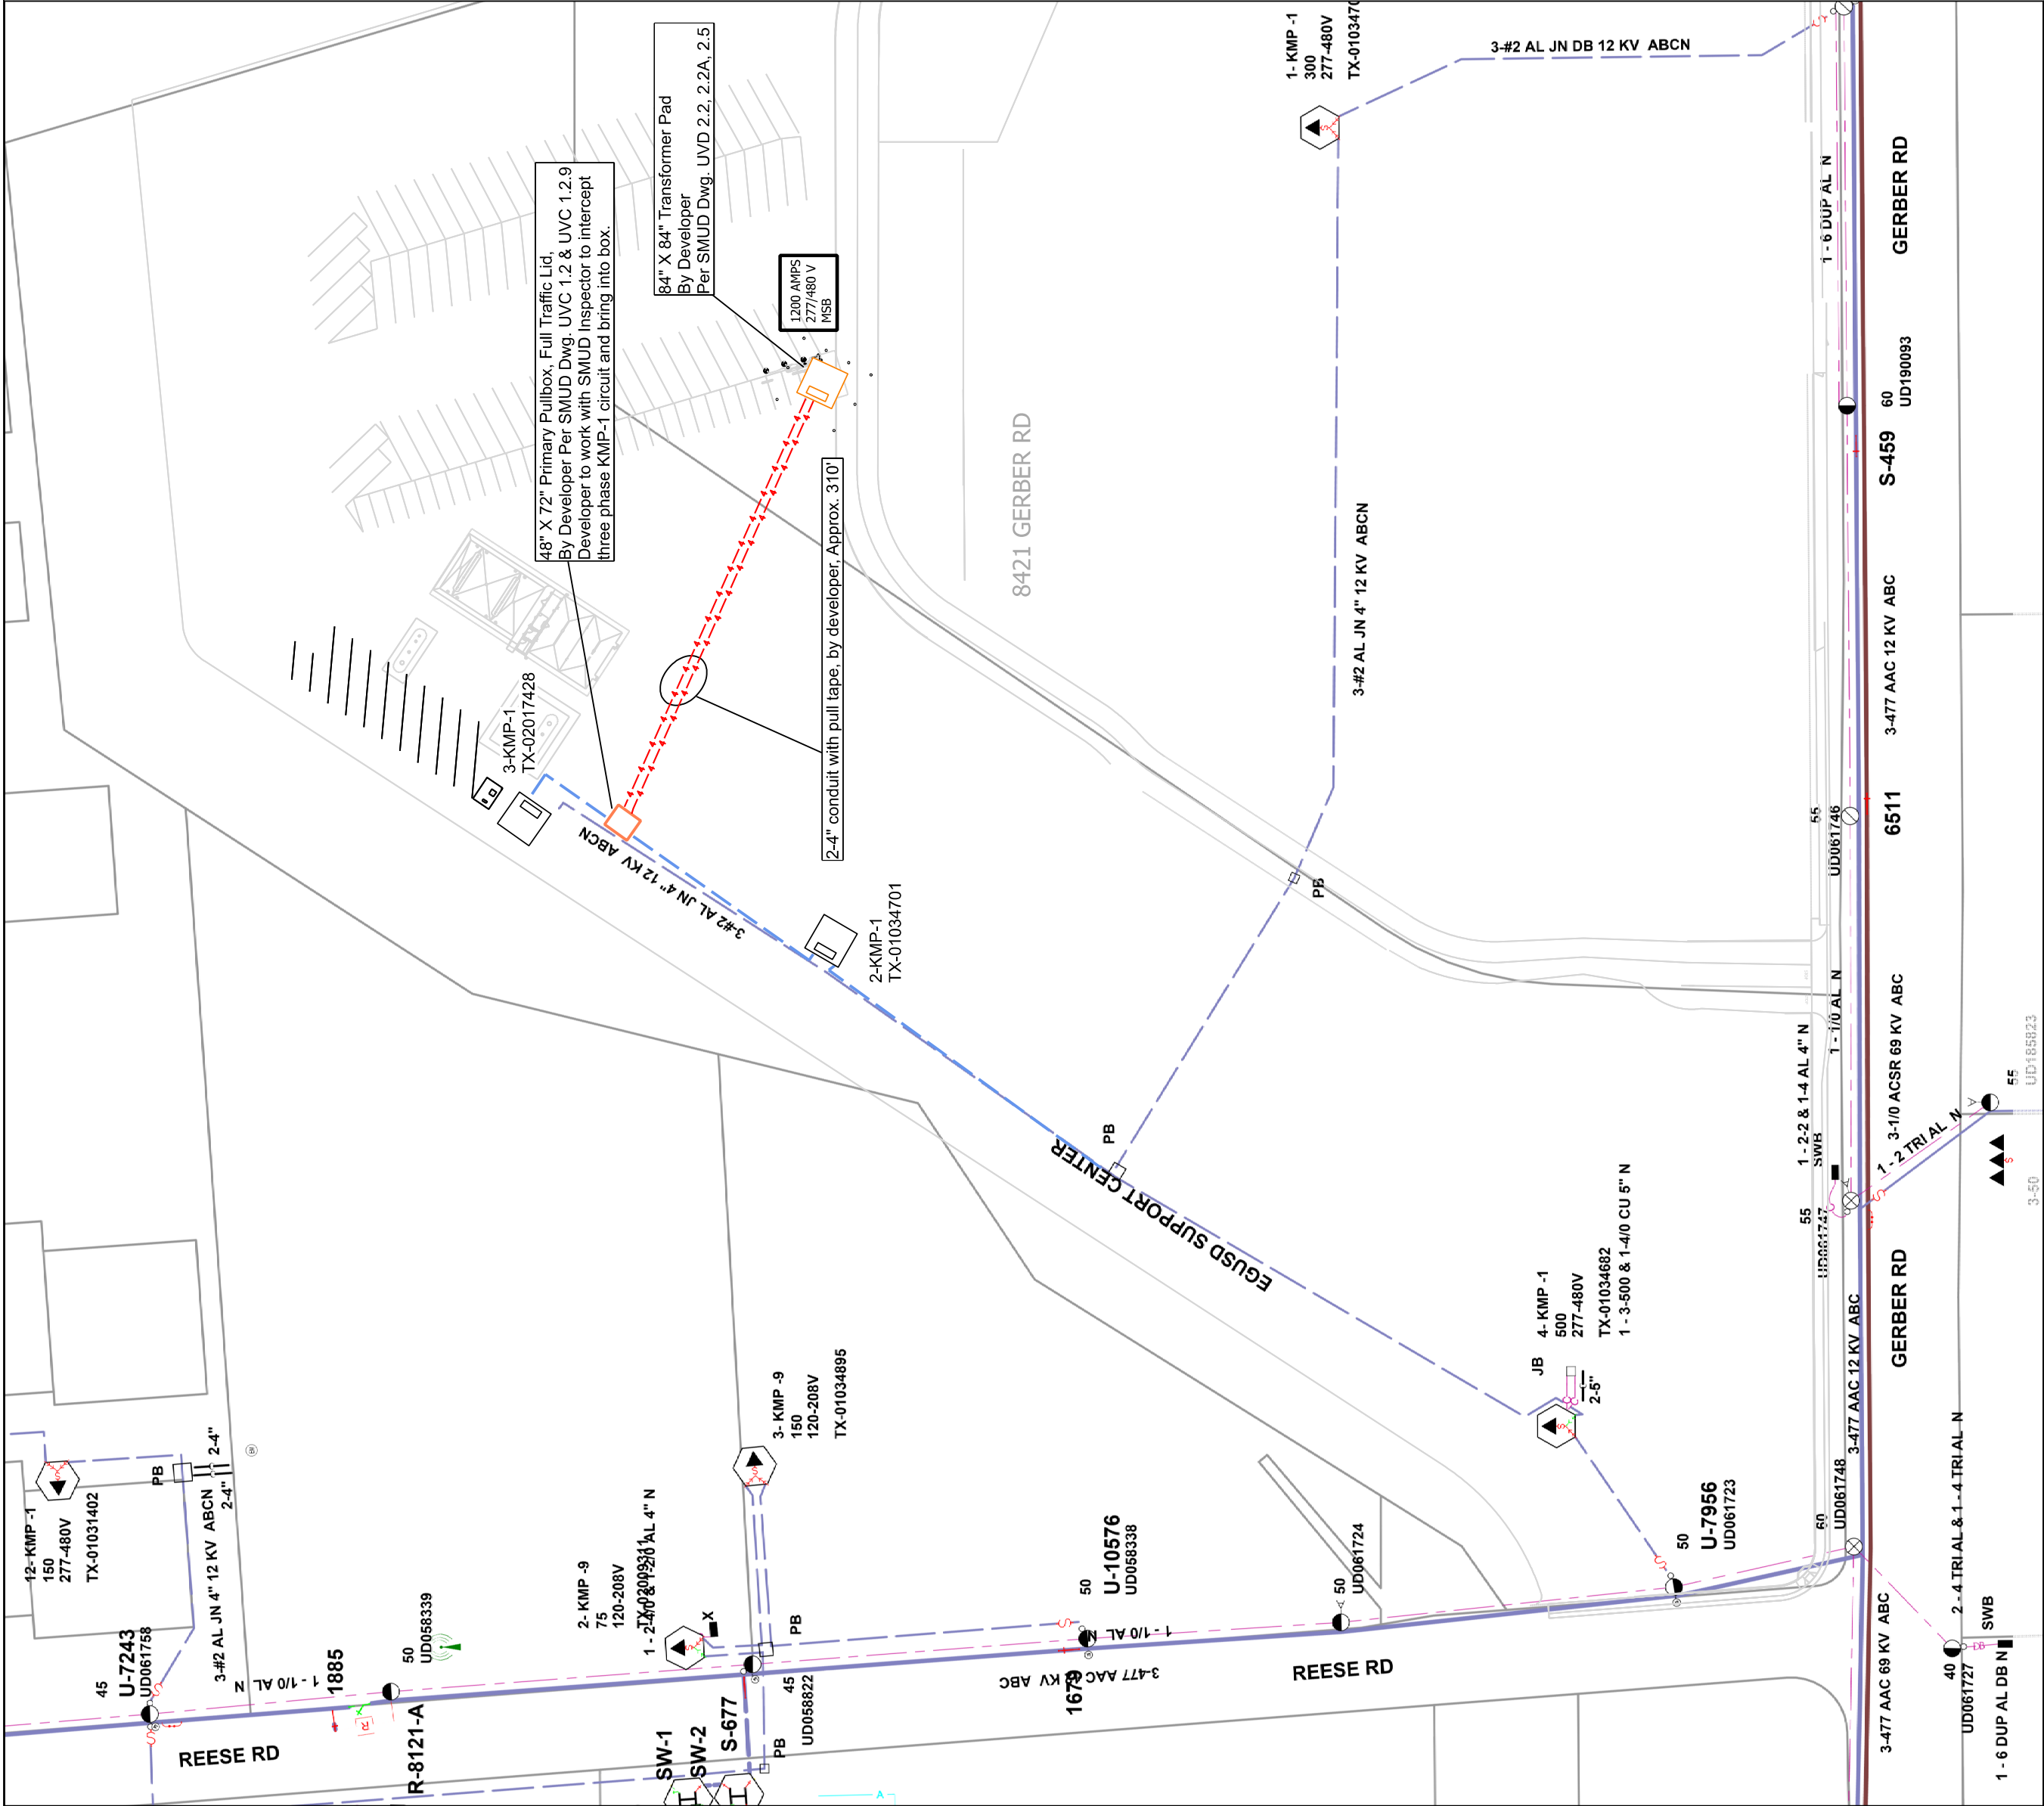 48" X 72" Primary Pullbox, Full Traffic Lid,
By Developer Per SMUD Dwg. UVC 1.2 & UVC 1.2.9
Developer to work with SMUD Inspector to intercept
three phase KMP-1 circuit and bring into box.
84" X 84" Transformer Pad
By Developer
Per SMUD Dwg. UVD 2.2, 2.2A, 2.5
1200 AMPS
277/480 V
MSB
2-4" conduit with pull tape, by developer, Approx. 310'
3-KMP-1
TX-02017428
3-#2 AL JN 4" 12 KV ABCN
2-KMP-1
TX-01034701
8421 GERBER RD
1- KMP -1
300
277-480V
TX-0103470
3-#2 AL JN DB 12 KV ABCN
3-#2 AL JN 4" 12 KV ABCN
PB
PB
EGUSD SUPPORT CENTER
4- KMP -1
500
277-480V
TX-01034682
1 - 3-500 & 1-4/0 CU 5" N
JB
2-5"
12- KMP -1
150
277-480V
TX-01031402
PB
2-4"
2-4"
3-#2 AL JN 4" 12 KV ABCN
45
U-7243
UD061758
1 - 1/0 AL N
1885
R
50
UD058339
R-8121-A
REESE RD
2- KMP -9
75
120-208V
TX-02009311
X
3- KMP -9
150
120-208V
TX-01034895
PB
45
UD058822
SW-1
SW-2
S-677
PB
A
50
U-10576
UD058338
1 - 1/0 AL N
1679
3-477 AAC 12 KV ABC
REESE RD
50
UD061724
50
U-7956
UD061723
60
UD061748
3-477 AAC 12 KV ABC
3-477 AAC 69 KV ABC
40
UD061727
SWB
2 - 4 TRI AL & 1 - 4 TRI AL N
1 - 6 DUP AL DB N
GERBER RD
55
UD061747
SWB
1 - 2-2 & 1-4 AL 4" N
1 - 1/0 AL N
3-1/0 ACSR 69 KV ABC
1 - 2 TRI AL N
55
UD185823
3-50
55
UD061746
6511
3-477 AAC 12 KV ABC
S-459
60
UD190093
1 - 6 DUP AL N
GERBER RD